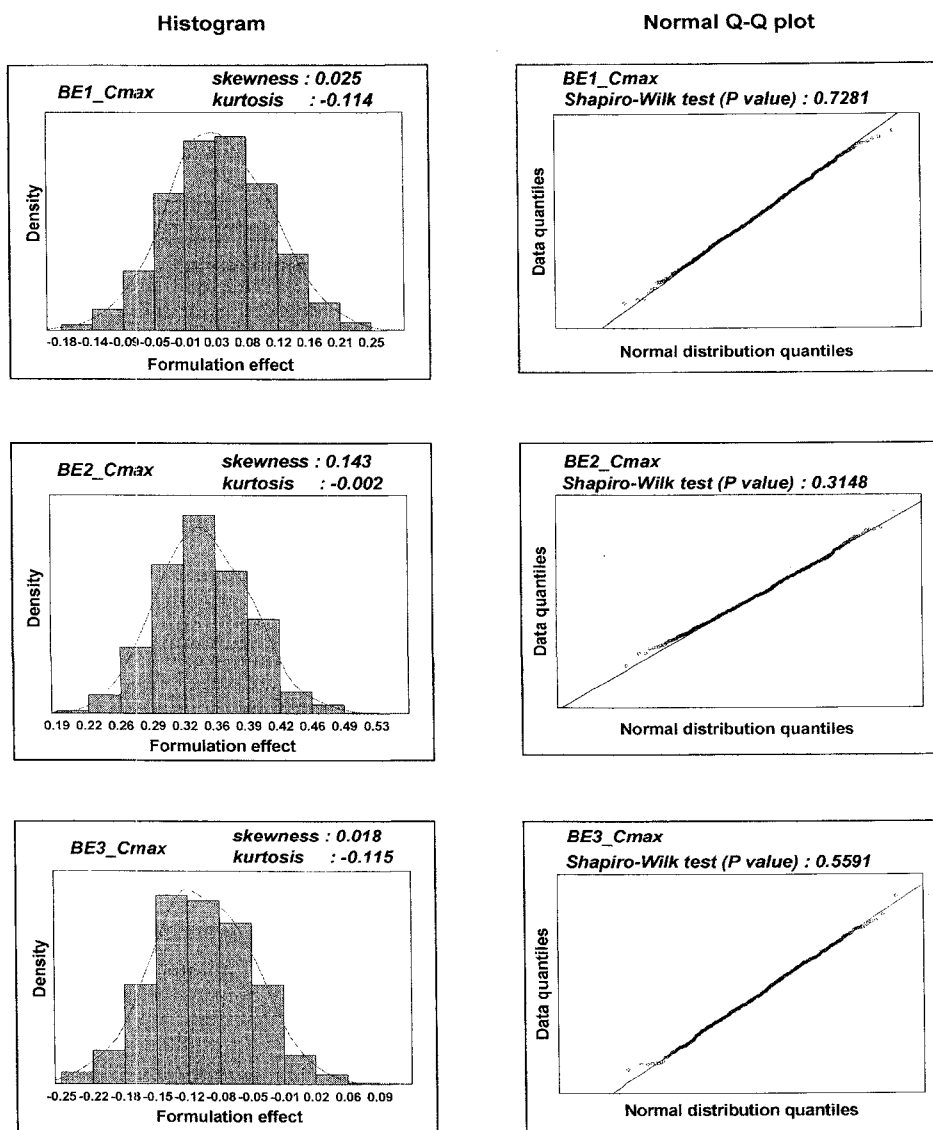 Histogram
Normal Q-Q plot
BE1_Cmax
skewness : 0.025
kurtosis : -0.114
Density
-0.18 -0.14 -0.09 -0.05 -0.01 0.03 0.08 0.12 0.16 0.21 0.25
Formulation effect
BE1_Cmax
Shapiro-Wilk test (P value) : 0.7281
Data quantiles
Normal distribution quantiles
BE2_Cmax
skewness : 0.143
kurtosis : -0.002
Density
0.19 0.22 0.26 0.29 0.32 0.36 0.39 0.42 0.46 0.49 0.53
Formulation effect
BE2_Cmax
Shapiro-Wilk test (P value) : 0.3148
Data quantiles
Normal distribution quantiles
BE3_Cmax
skewness : 0.018
kurtosis : -0.115
Density
-0.25 -0.22 -0.18 -0.15 -0.12 -0.08 -0.05 -0.01 0.02 0.06 0.09
Formulation effect
BE3_Cmax
Shapiro-Wilk test (P value) : 0.5591
Data quantiles
Normal distribution quantiles